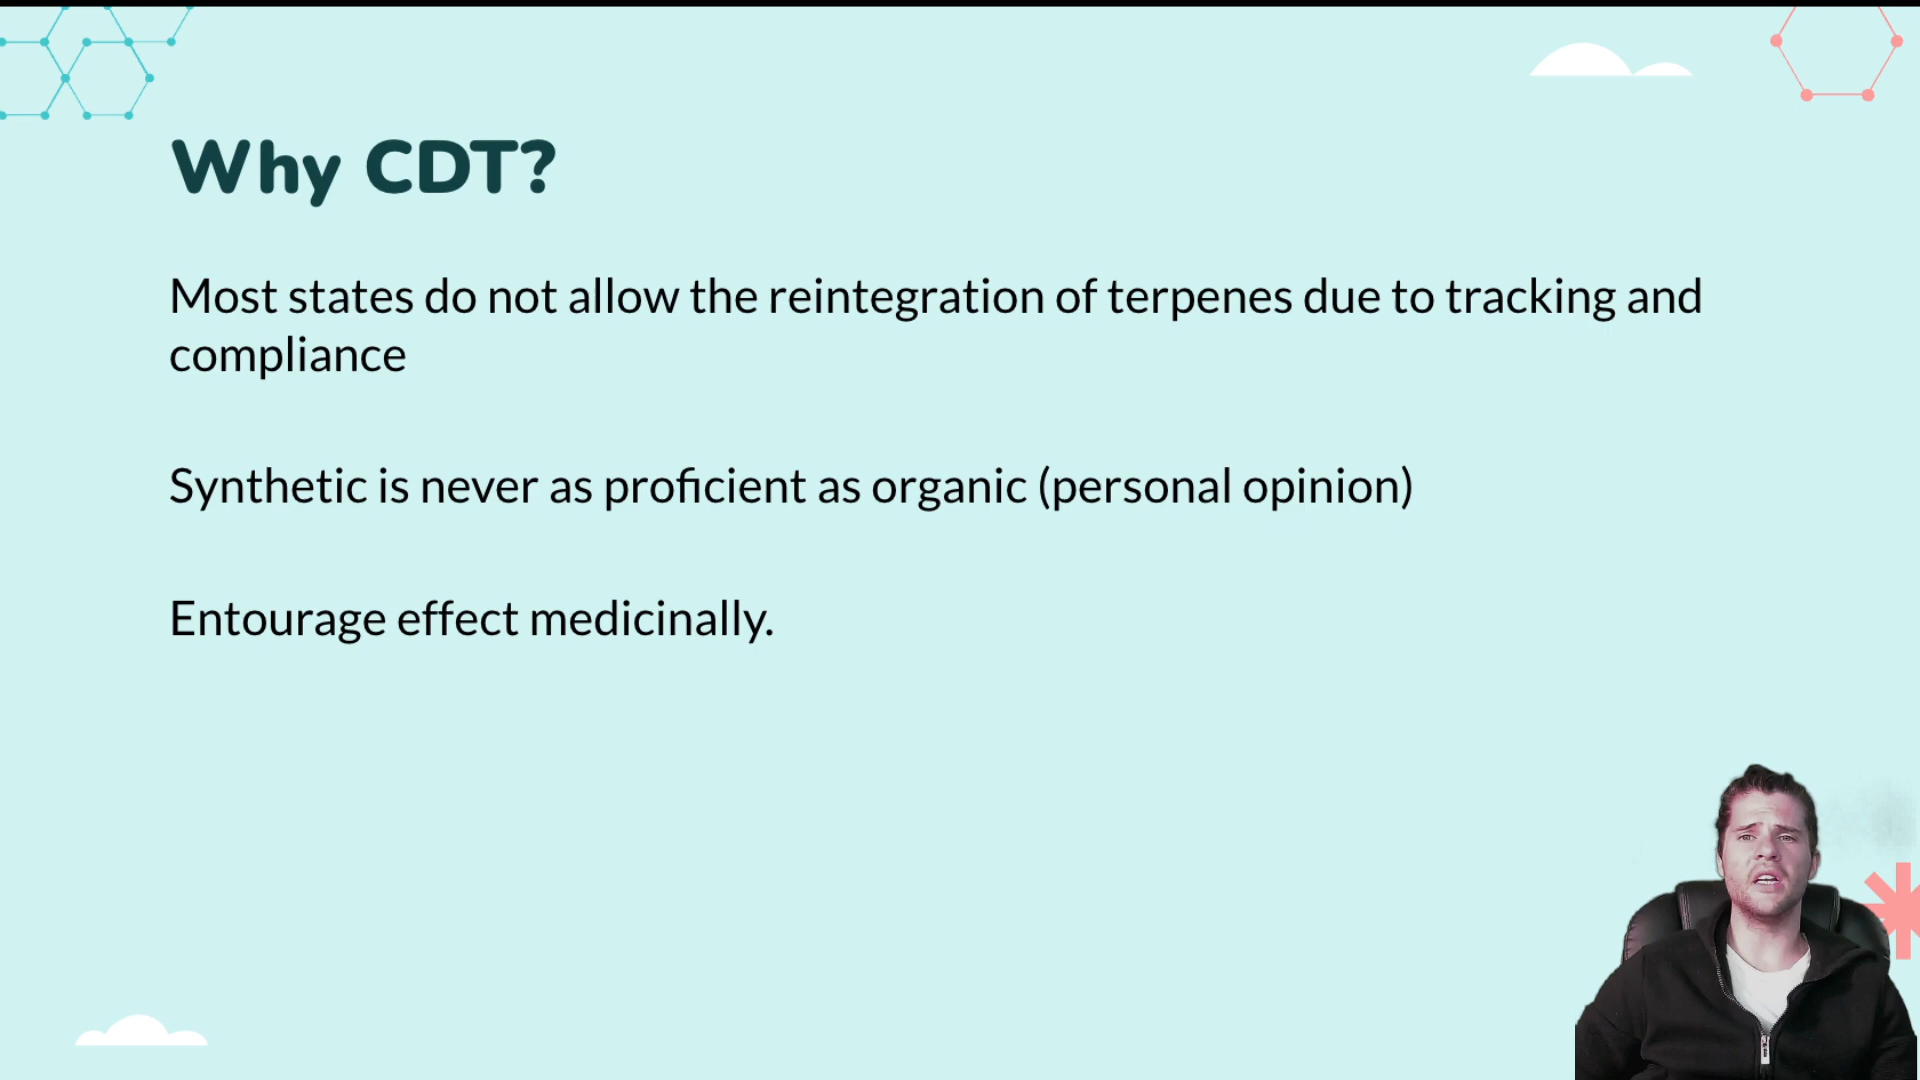 Why CDT?
Most states do not allow the reintegration of terpenes due to tracking and
compliance
Synthetic is never as proficient as organic (personal opinion)
Entourage effect medicinally.